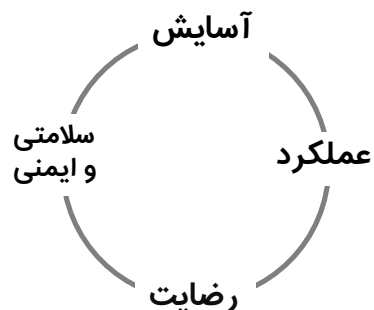 آسایش
عملکرد
سلامتی
و ایمنی
رضایت